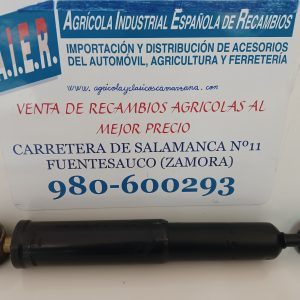 A.I.E.R. AGRÍCOLA INDUSTRIAL ESPAÑOLA DE RECAMBIOS
IMPORTACIÓN Y DISTRIBUCIÓN DE ACESORIOS
DEL AUTOMÓVIL, AGRICULTURA Y FERRETERÍA
www.agricolayclasicoscamarzana.com
VENTA DE RECAMBIOS AGRICOLAS AL
MEJOR PRECIO
CARRETERA DE SALAMANCA Nº11
FUENTESAUCO (ZAMORA)
980-600293